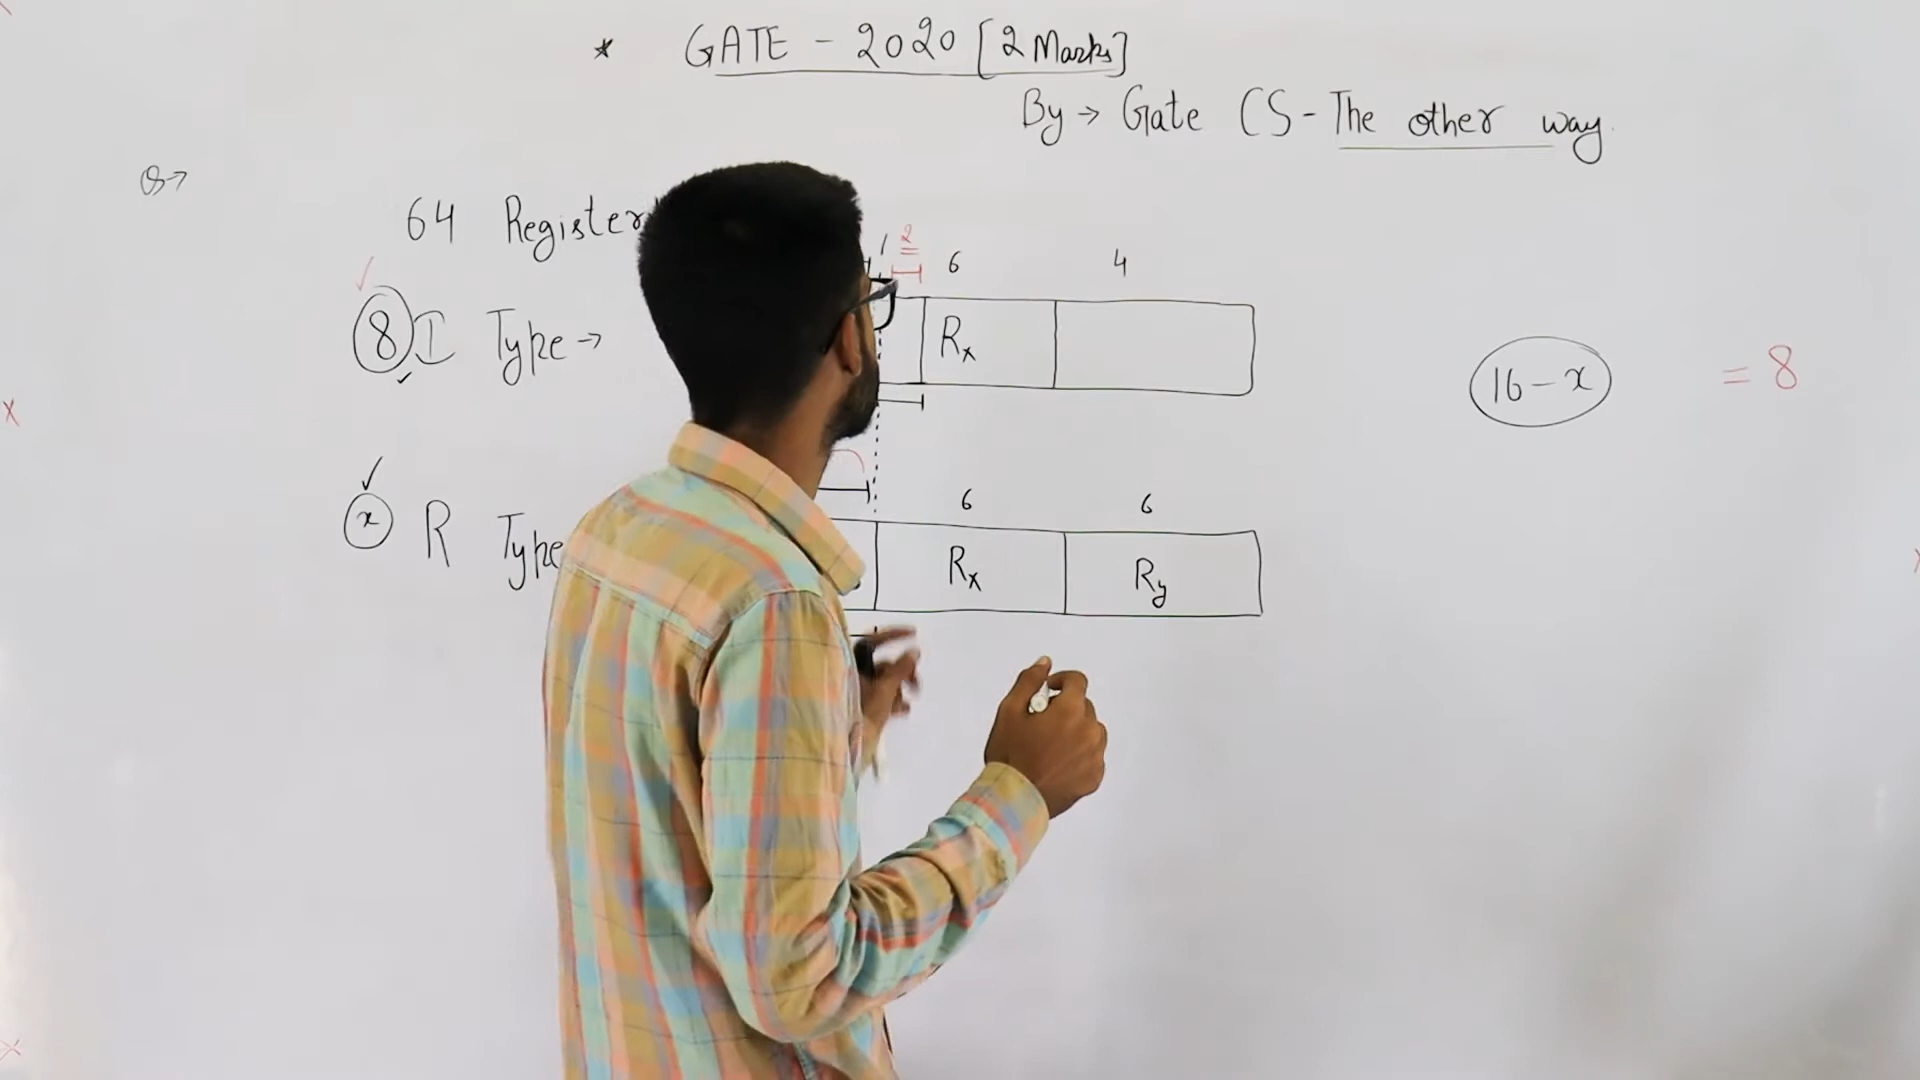 * GATE - 2020 [2 Marks]
By → Gate CS - The other way.
Q→
64 Register
1 2 6 4
8 I Type →
Rx
16 - x = 8
6 6
x R Type
Rx Ry